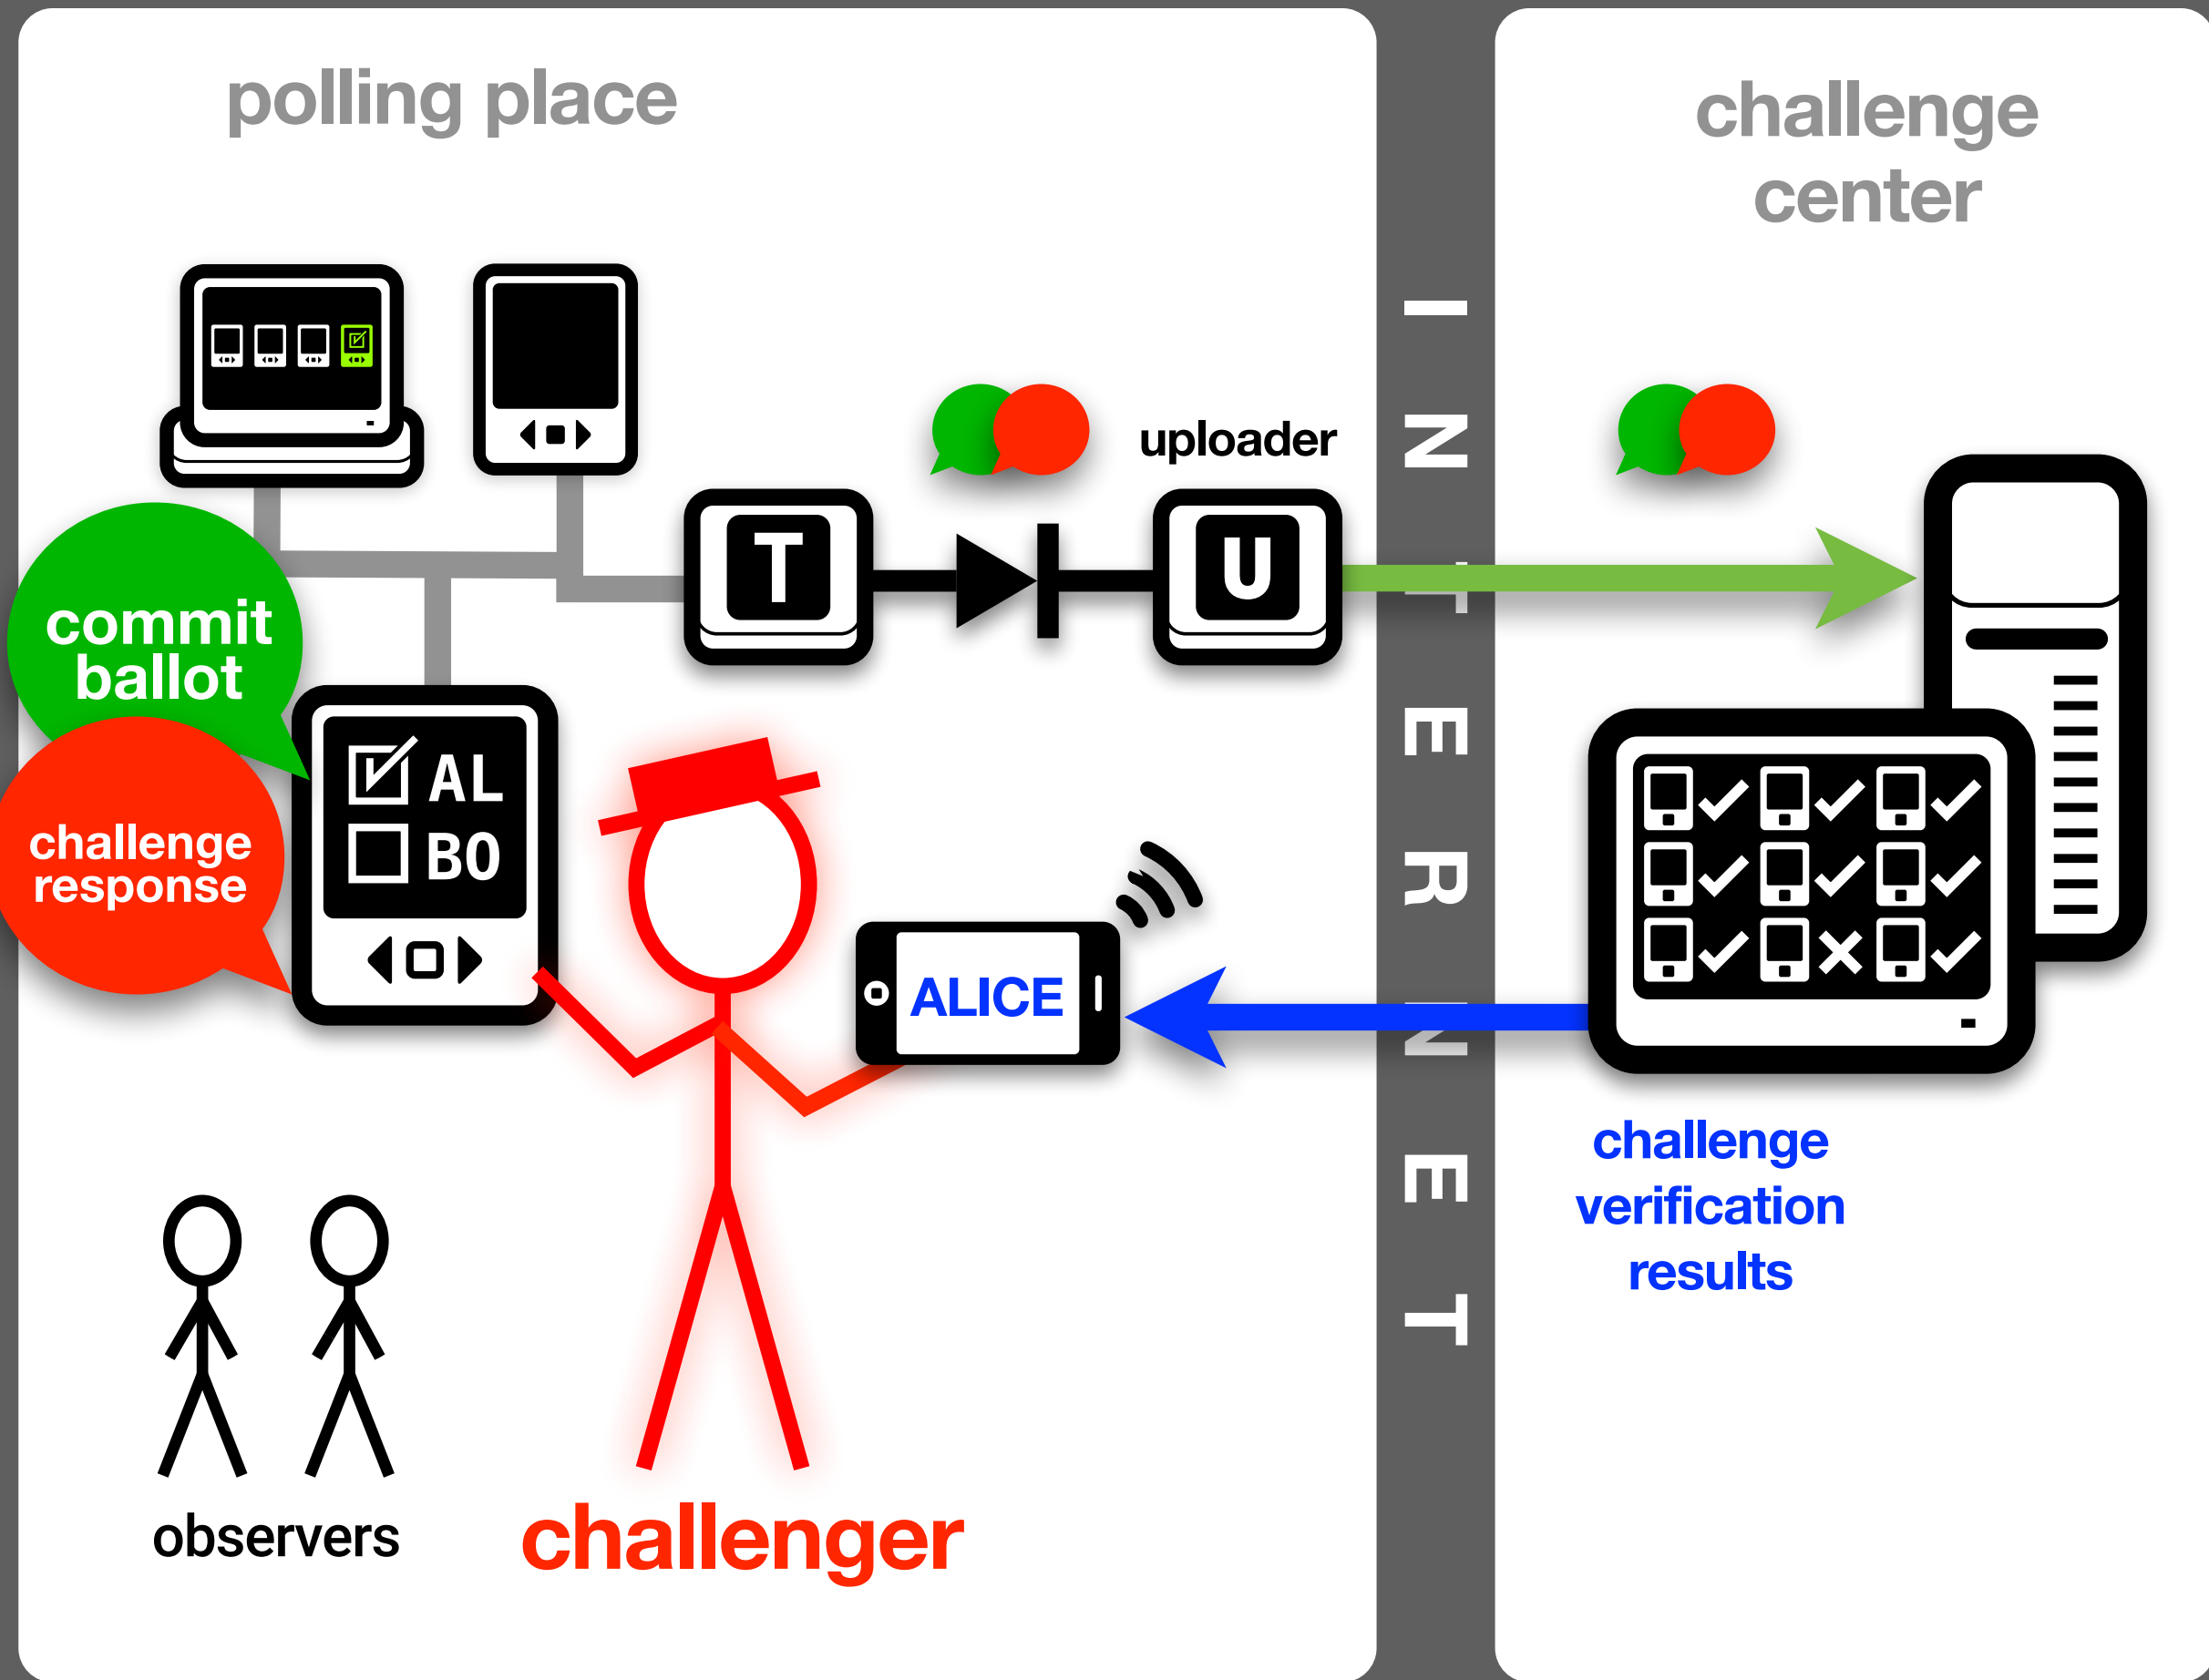 polling place
challenge
center
uploader
T
U
INTERNET
commit
ballot
challenge
response
AL
BO
ALICE
challenge
verification
results
observers
challenger